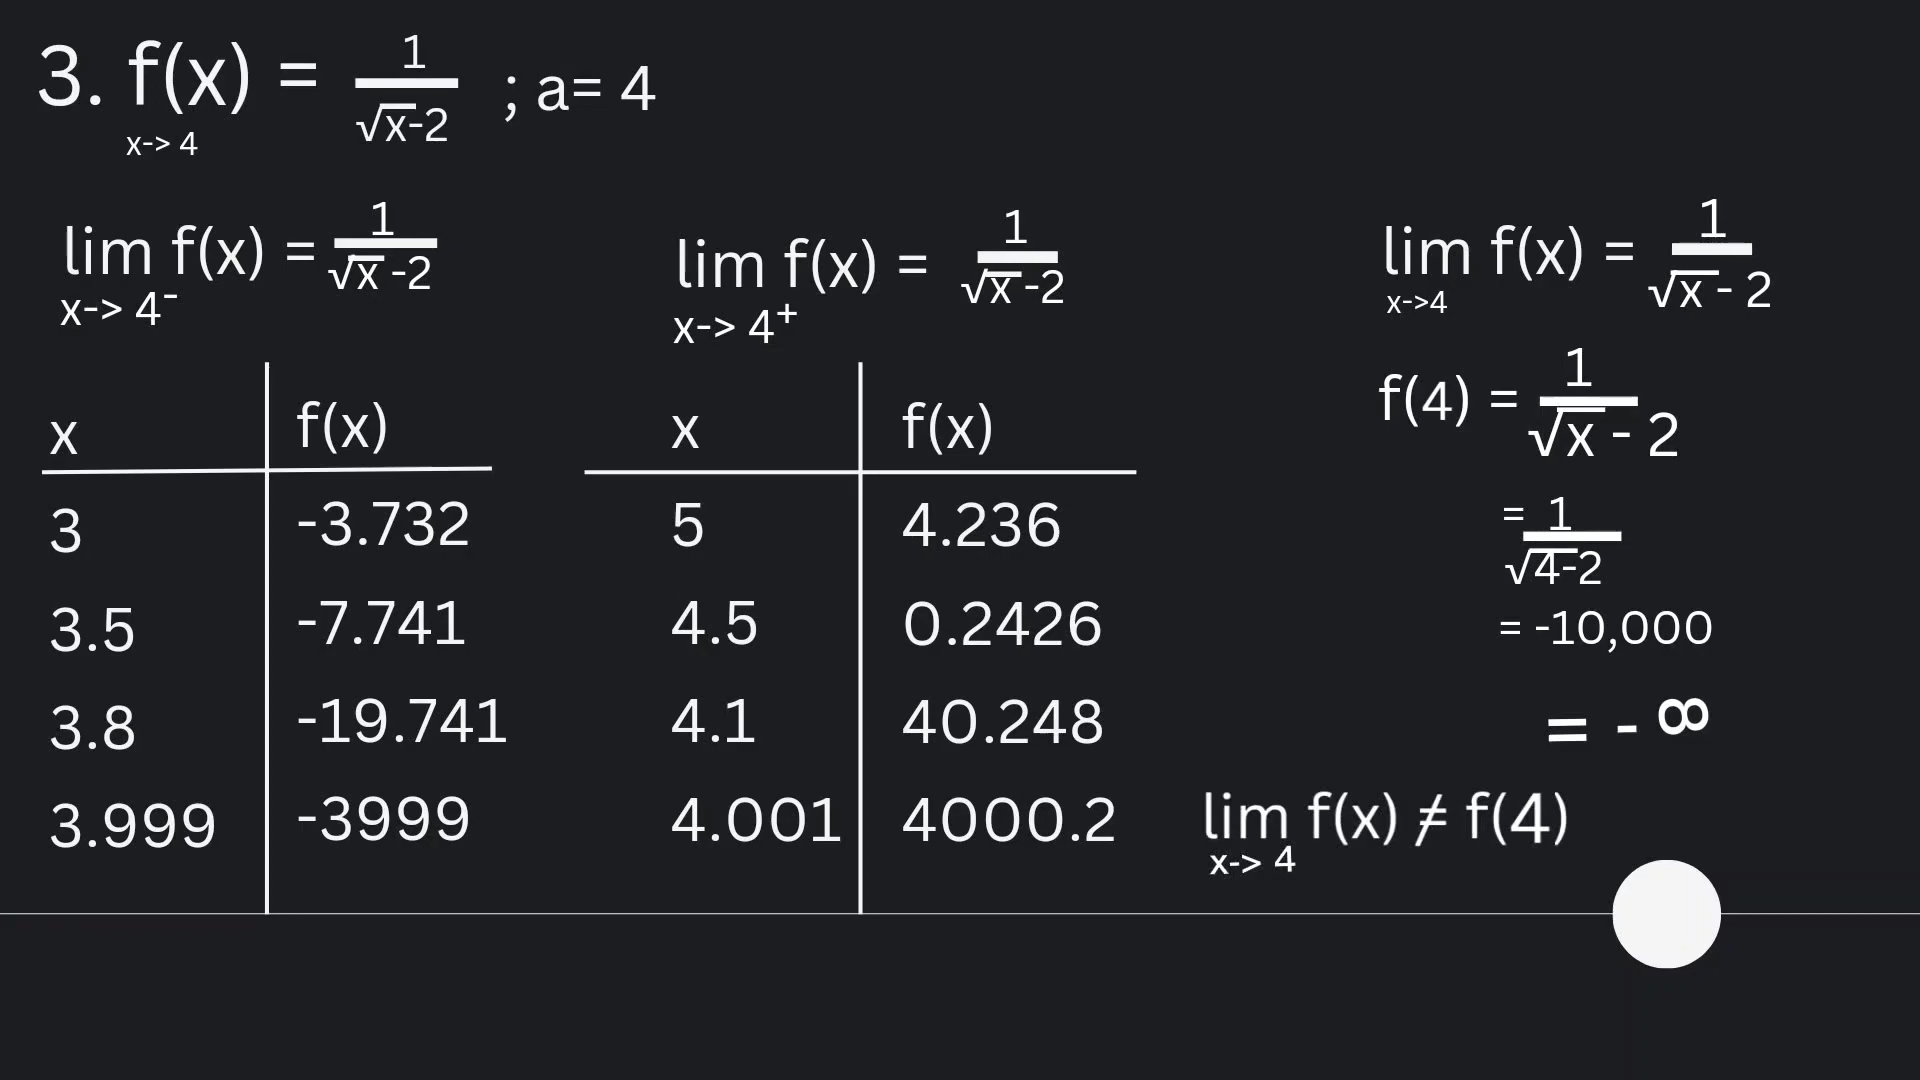 3. f(x) = 1/√x-2 ; a= 4
x-> 4
lim f(x) = 1/√x -2
x-> 4⁻
x | f(x)
3 | -3.732
3.5 | -7.741
3.8 | -19.741
3.999 | -3999
lim f(x) = 1/√x -2
x-> 4⁺
x | f(x)
5 | 4.236
4.5 | 0.2426
4.1 | 40.248
4.001 | 4000.2
lim f(x) = 1/√x - 2
x->4
f(4) = 1/√x - 2
= 1/√4-2
= -10,000
= - ∞
lim f(x) ≠ f(4)
x-> 4